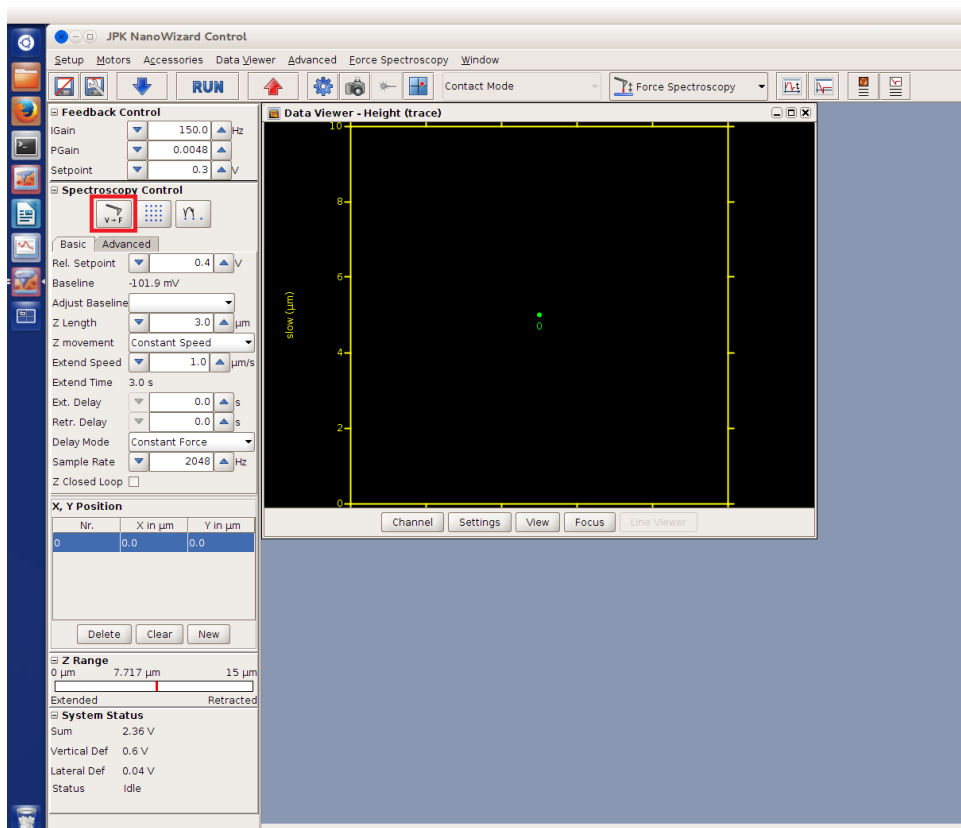 JPK NanoWizard Control
Setup Motors Accessories Data Viewer Advanced Force Spectroscopy Window
RUN Contact Mode Force Spectroscopy
Feedback Control
IGain 150.0 Hz
PGain 0.0048
Setpoint 0.3 V
Spectroscopy Control
V→F
Basic Advanced
Rel. Setpoint 0.4 V
Baseline -101.9 mV
Adjust Baseline
Z Length 3.0 µm
Z movement Constant Speed
Extend Speed 1.0 µm/s
Extend Time 3.0 s
Ext. Delay 0.0 s
Retr. Delay 0.0 s
Delay Mode Constant Force
Sample Rate 2048 Hz
Z Closed Loop
X, Y Position
Nr. X in µm Y in µm
0 0.0 0.0
Delete Clear New
Z Range
0 µm 7.717 µm 15 µm
Extended Retracted
System Status
Sum 2.36 V
Vertical Def 0.6 V
Lateral Def 0.04 V
Status Idle
Data Viewer - Height (trace)
10
8
6
slow (µm)
0
4
2
0
Channel Settings View Focus Line Viewer